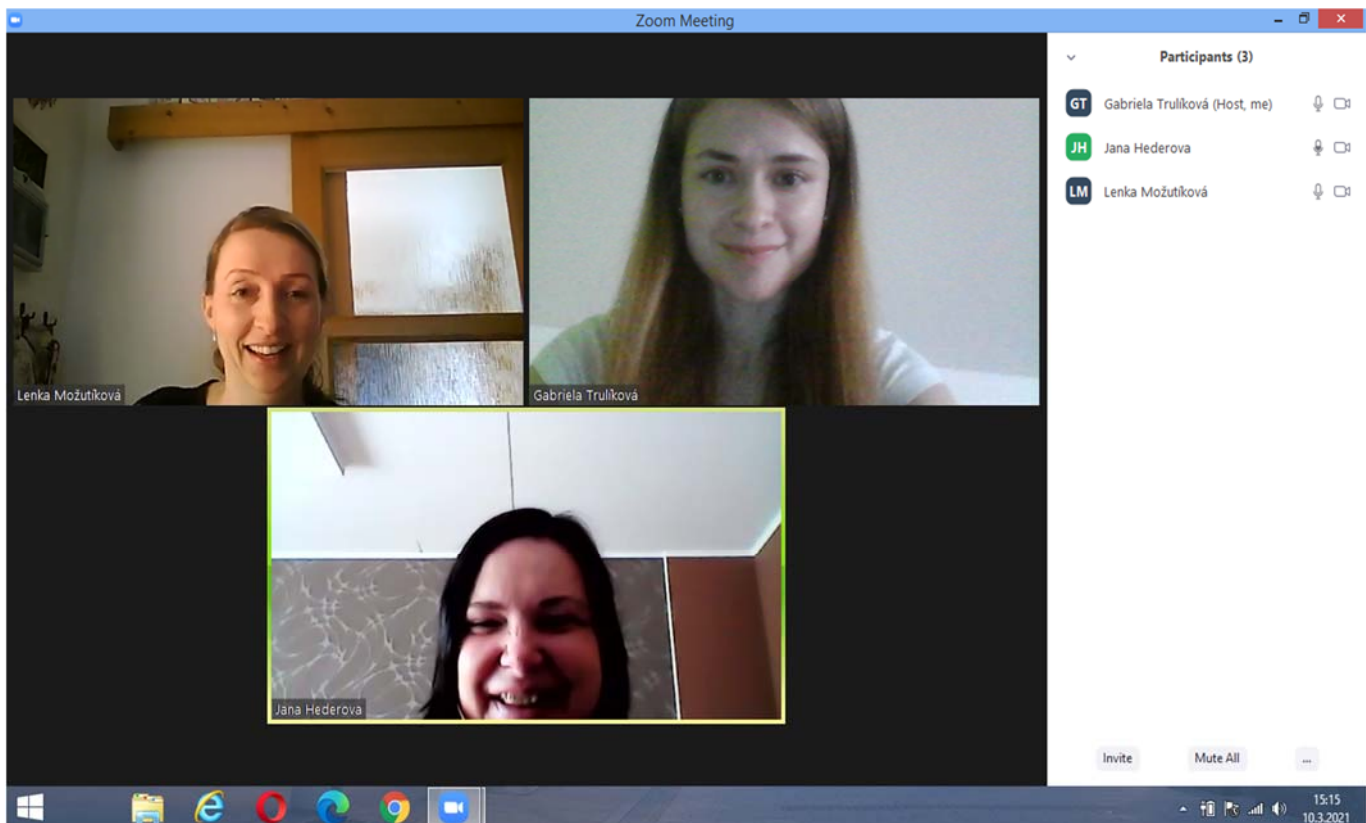 Zoom Meeting
Participants (3)
GT Gabriela Trulíková (Host, me)
JH Jana Hederova
LM Lenka Možutíková
Lenka Možutíková
Gabriela Trulíková
Jana Hederova
Invite Mute All ...
15:15
10.3.2021